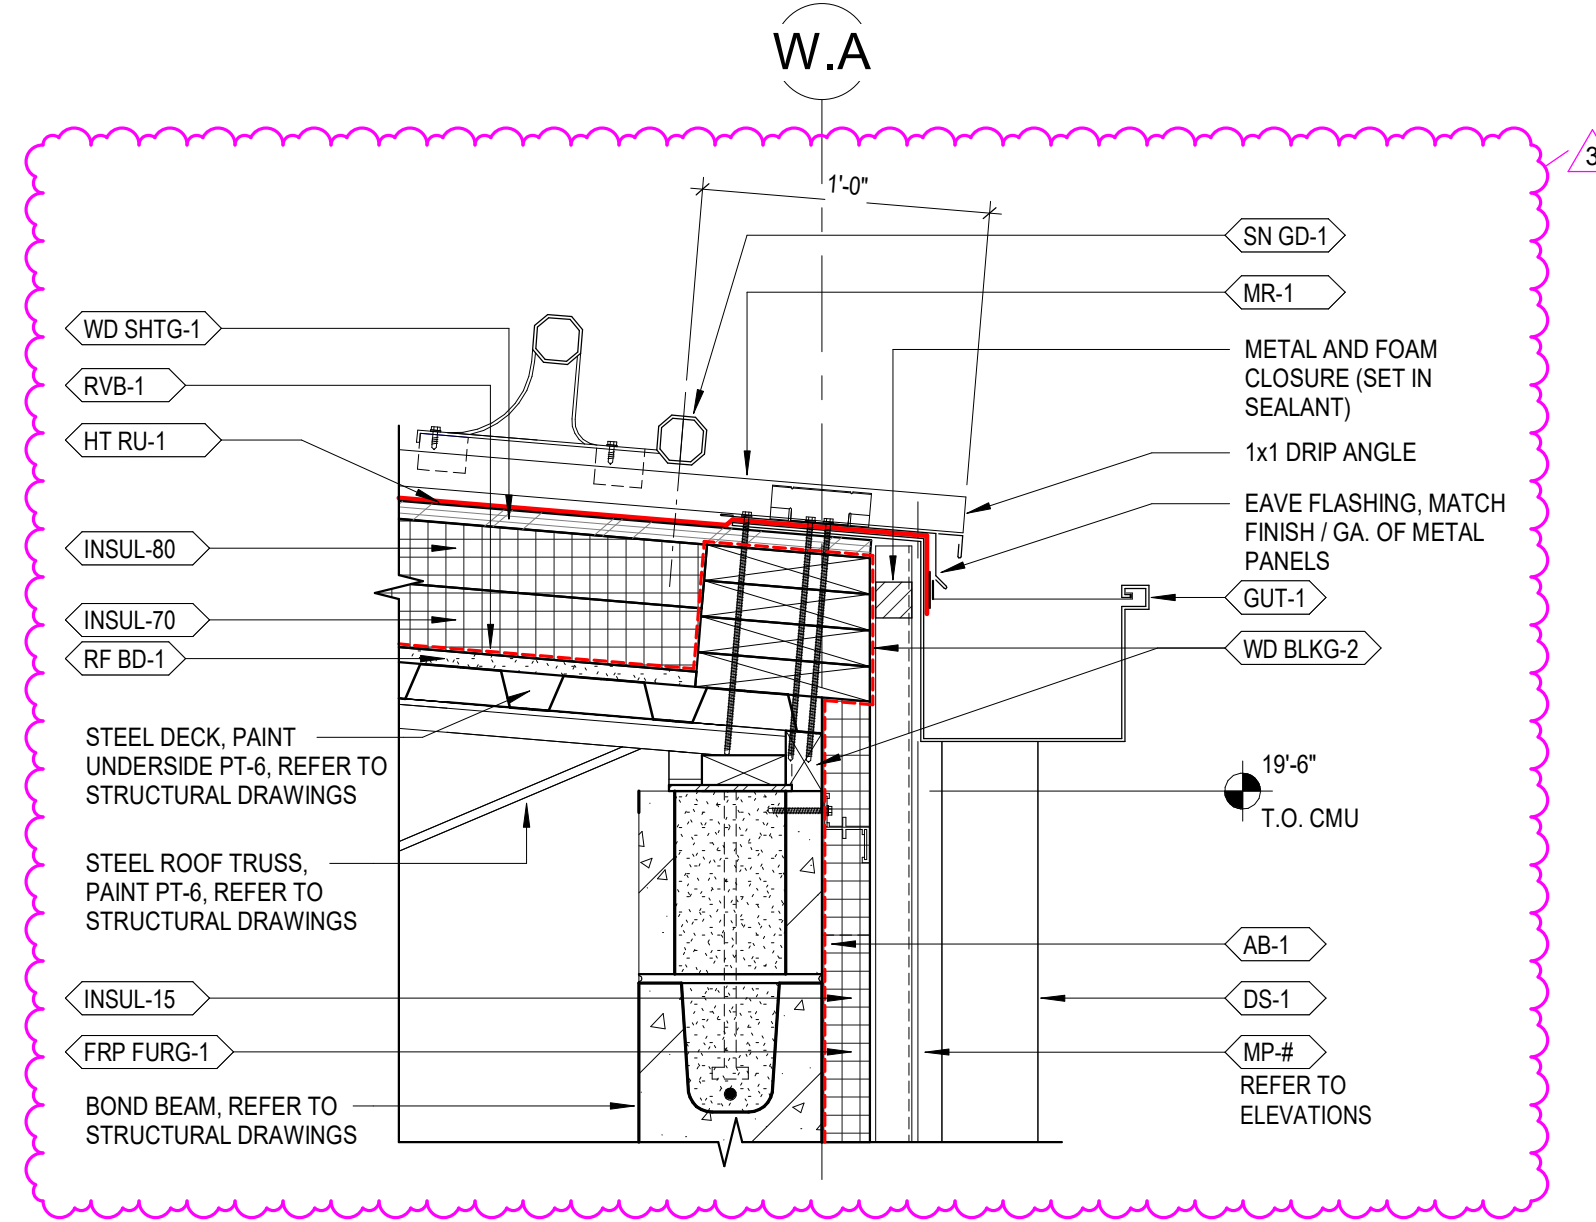 W.A
3
1'-0"
SN GD-1
MR-1
METAL AND FOAM
CLOSURE (SET IN
SEALANT)
1x1 DRIP ANGLE
EAVE FLASHING, MATCH
FINISH / GA. OF METAL
PANELS
GUT-1
WD BLKG-2
19'-6"
T.O. CMU
AB-1
DS-1
MP-#
REFER TO
ELEVATIONS
WD SHTG-1
RVB-1
HT RU-1
INSUL-80
INSUL-70
RF BD-1
STEEL DECK, PAINT
UNDERSIDE PT-6, REFER TO
STRUCTURAL DRAWINGS
STEEL ROOF TRUSS,
PAINT PT-6, REFER TO
STRUCTURAL DRAWINGS
INSUL-15
FRP FURG-1
BOND BEAM, REFER TO
STRUCTURAL DRAWINGS